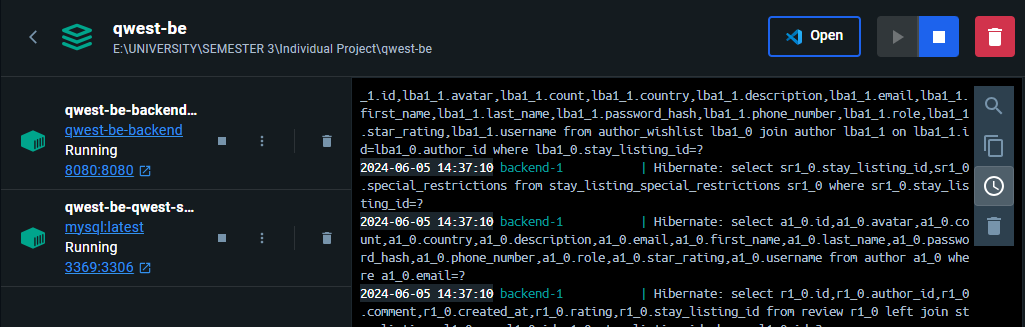 qwest-be
E:\UNIVERSITY\SEMESTER 3\Individual Project\qwest-be
Open
qwest-be-backend...
qwest-be-backend
Running
8080:8080
qwest-be-qwest-s...
mysql:latest
Running
3369:3306
_1.id,lba1_1.avatar,lba1_1.count,lba1_1.country,lba1_1.description,lba1_1.email,lba1_1.
first_name,lba1_1.last_name,lba1_1.password_hash,lba1_1.phone_number,lba1_1.role,lba1_1
.star_rating,lba1_1.username from author_wishlist lba1_0 join author lba1_1 on lba1_1.i
d=lba1_0.author_id where lba1_0.stay_listing_id=?
2024-06-05 14:37:10 backend-1 | Hibernate: select sr1_0.stay_listing_id,sr1_0
.special_restrictions from stay_listing_special_restrictions sr1_0 where sr1_0.stay_lis
ting_id=?
2024-06-05 14:37:10 backend-1 | Hibernate: select a1_0.id,a1_0.avatar,a1_0.co
unt,a1_0.country,a1_0.description,a1_0.email,a1_0.first_name,a1_0.last_name,a1_0.passwo
rd_hash,a1_0.phone_number,a1_0.role,a1_0.star_rating,a1_0.username from author a1_0 whe
re a1_0.email=?
2024-06-05 14:37:10 backend-1 | Hibernate: select r1_0.id,r1_0.author_id,r1_0
.comment,r1_0.created_at,r1_0.rating,r1_0.stay_listing_id from review r1_0 left join st